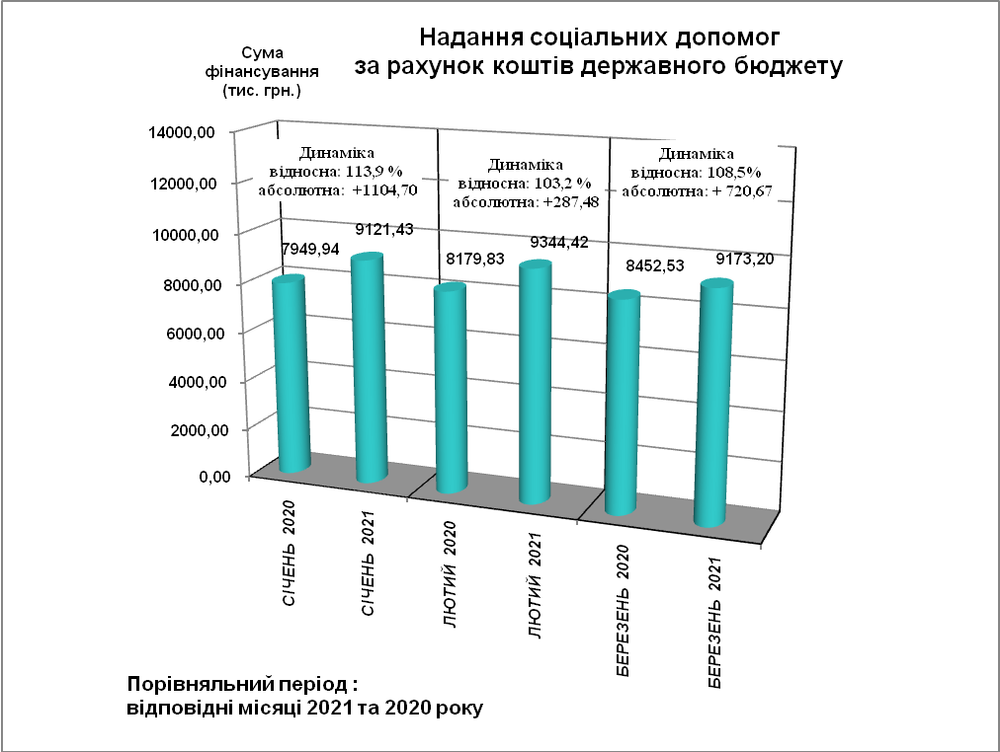 Надання соціальних допомог
за рахунок коштів державного бюджету
Сума
фінансування
(тис. грн.)
14000,00
12000,00
10000,00
8000,00
6000,00
4000,00
2000,00
0,00
Динаміка
відносна: 113,9 %
абсолютна: +1104,70
Динаміка
відносна: 103,2 %
абсолютна: +287,48
Динаміка
відносна: 108,5%
абсолютна: + 720,67
7949,94
9121,43
8179,83
9344,42
8452,53
9173,20
СІЧЕНЬ 2020
СІЧЕНЬ 2021
ЛЮТИЙ 2020
ЛЮТИЙ 2021
БЕРЕЗЕНЬ 2020
БЕРЕЗЕНЬ 2021
Порівняльний період :
відповідні місяці 2021 та 2020 року